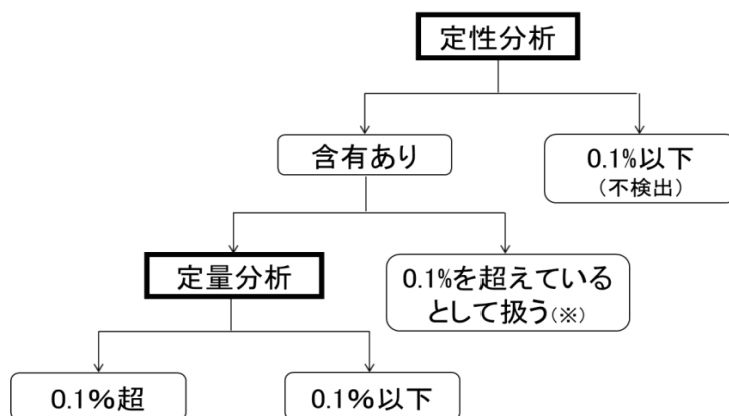 定性分析
含有あり
0.1%以下
(不検出)
定量分析
0.1%を超えている
として扱う(※)
0.1%超
0.1%以下